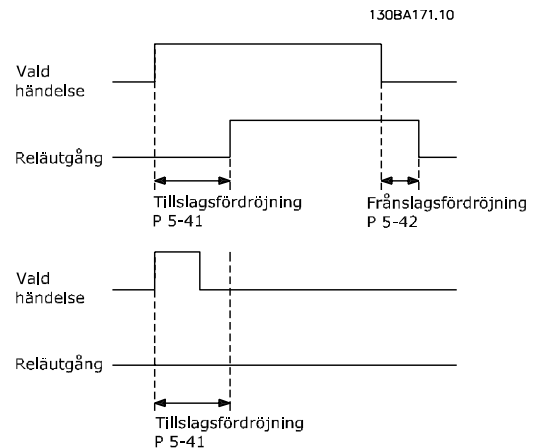 130BA171.10
Vald
händelse
Reläutgång
Tillslagsfördröjning
P 5-41
Frånslagsfördröjning
P 5-42
Vald
händelse
Reläutgång
Tillslagsfördröjning
P 5-41